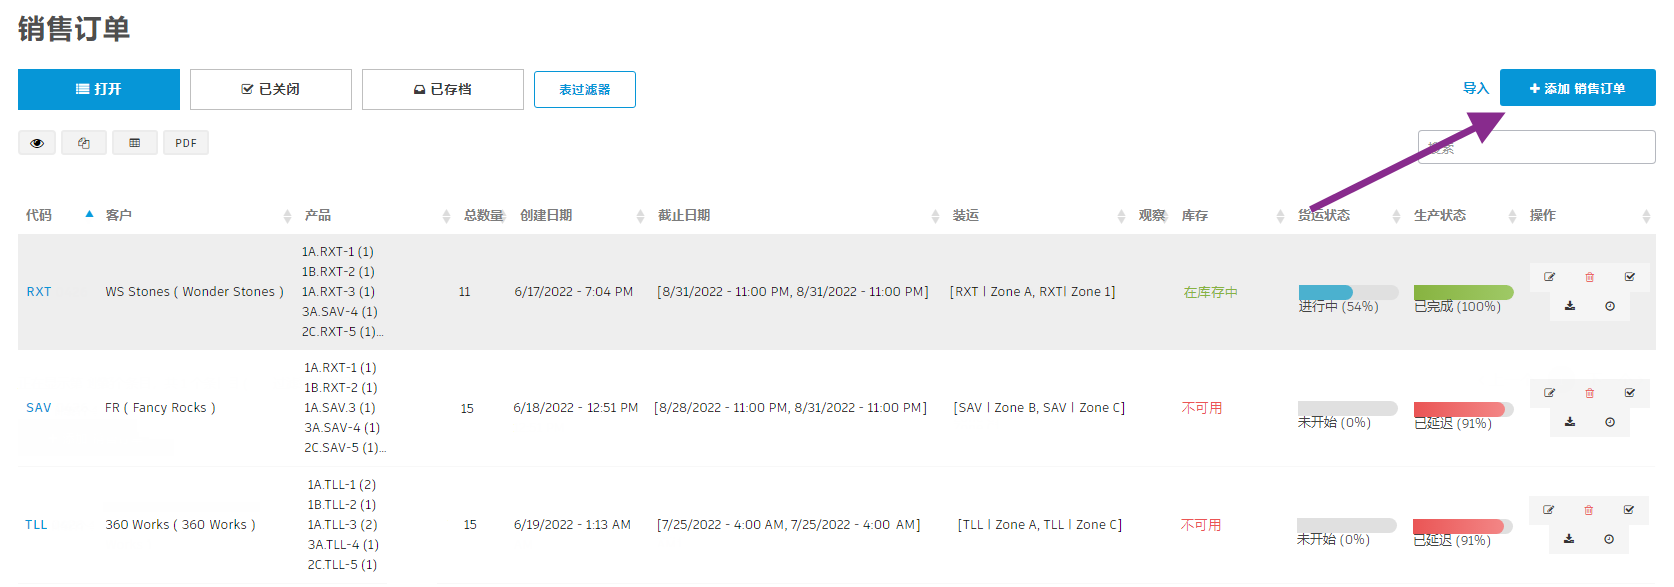 销售订单
打开 已关闭 已存档 表过滤器 导入 添加 销售订单
PDF 搜索
代码 客户 产品 总数量 创建日期 截止日期 装运 观察 库存 货运状态 生产状态 操作
1A.RXT-1 (1)
1B.RXT-2 (1)
RXT WS Stones ( Wonder Stones ) 1A.RXT-3 (1) 11 6/17/2022 - 7:04 PM [8/31/2022 - 11:00 PM, 8/31/2022 - 11:00 PM] [RXT | Zone A, RXT| Zone 1] 在库存中
进行中 (54%) 已完成 (100%)
3A.SAV-4 (1)
2C.RXT-5 (1)...
1A.RXT-1 (1)
1B.RXT-2 (1)
SAV FR ( Fancy Rocks ) 1A.SAV.3 (1) 15 6/18/2022 - 12:51 PM [8/28/2022 - 11:00 PM, 8/31/2022 - 11:00 PM] [SAV | Zone B, SAV | Zone C] 不可用
未开始 (0%) 已延迟 (91%)
3A.SAV-4 (1)
2C.SAV-5 (1)...
1A.TLL-1 (2)
1B.TLL-2 (1)
TLL 360 Works ( 360 Works ) 1A.TLL-3 (2) 15 6/19/2022 - 1:13 AM [7/25/2022 - 4:00 AM, 7/25/2022 - 4:00 AM] [TLL | Zone A, TLL | Zone C] 不可用
未开始 (0%) 已延迟 (91%)
3A.TLL-4 (1)
2C.TLL-5 (1)